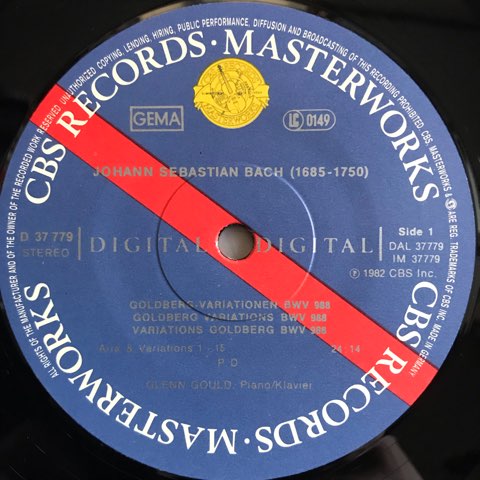 ALL RIGHTS OF THE MANUFACTURER AND OF THE OWNER OF THE RECORDED WORK RESERVED. UNAUTHORIZED COPYING, LENDING, HIRING, PUBLIC PERFORMANCE, DIFFUSION AND BROADCASTING OF THIS RECORDING PROHIBITED. CBS, MASTERWORKS & ARE REG. TRADEMARKS OF CBS INC. MADE IN GERMANY
CBS RECORDS · MASTERWORKS
CBS RECORDS · MASTERWORKS
GEMA
LC 0149
JOHANN SEBASTIAN BACH (1685-1750)
D 37 779
STEREO
DIGITAL DIGITAL
Side 1
DAL 37779
IM 37779
℗ 1982 CBS Inc.
GOLDBERG-VARIATIONEN BWV 988
GOLDBERG VARIATIONS BWV 988
VARIATIONS GOLDBERG BWV 988
Aria & Variations 1 - 15 24:14
P D
GLENN GOULD, Piano/Klavier